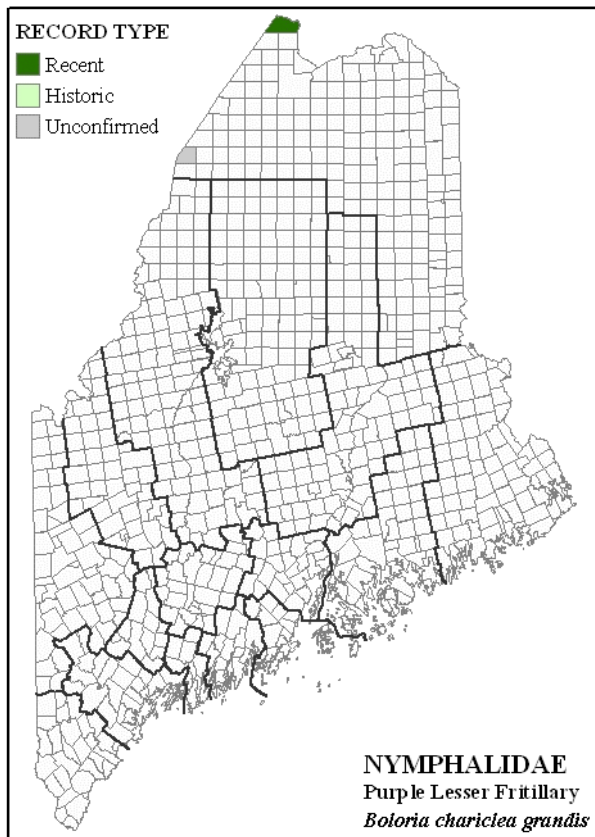 RECORD TYPE
Recent
Historic
Unconfirmed
NYMPHALIDAE
Purple Lesser Fritillary
Boloria chariclea grandis